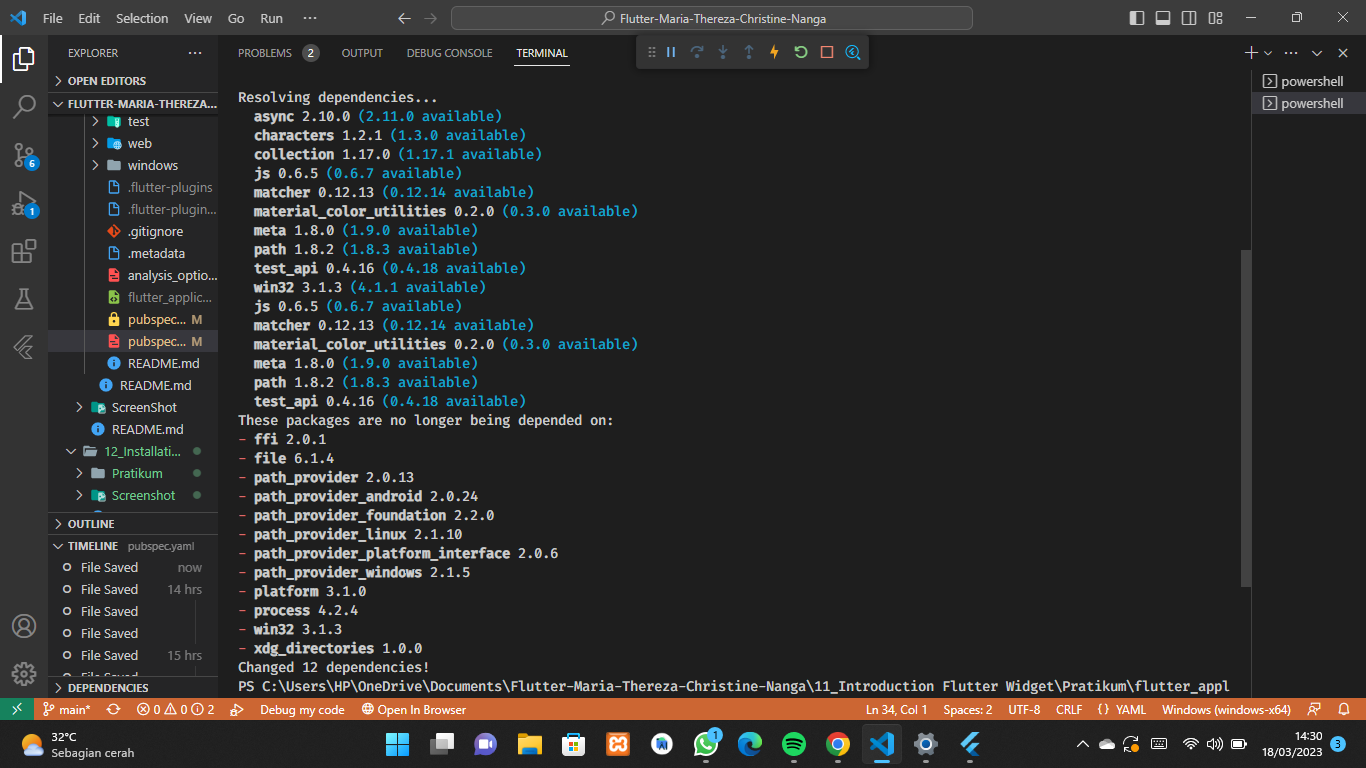 File Edit Selection View Go Run ···
Flutter-Maria-Thereza-Christine-Nanga
EXPLORER ···
OPEN EDITORS
FLUTTER-MARIA-THEREZA...
test
web
windows
.flutter-plugins
.flutter-plugin...
.gitignore
.metadata
analysis_optio...
flutter_applic...
pubspec... M
pubspec... M
README.md
README.md
ScreenShot
README.md
12_Installati...
Pratikum
Screenshot
OUTLINE
TIMELINE pubspec.yaml
File Saved now
File Saved 14 hrs
File Saved
File Saved
File Saved 15 hrs
File Saved
DEPENDENCIES
6
1
PROBLEMS 2 OUTPUT DEBUG CONSOLE TERMINAL
Resolving dependencies...
async 2.10.0 (2.11.0 available)
characters 1.2.1 (1.3.0 available)
collection 1.17.0 (1.17.1 available)
js 0.6.5 (0.6.7 available)
matcher 0.12.13 (0.12.14 available)
material_color_utilities 0.2.0 (0.3.0 available)
meta 1.8.0 (1.9.0 available)
path 1.8.2 (1.8.3 available)
test_api 0.4.16 (0.4.18 available)
win32 3.1.3 (4.1.1 available)
js 0.6.5 (0.6.7 available)
matcher 0.12.13 (0.12.14 available)
material_color_utilities 0.2.0 (0.3.0 available)
meta 1.8.0 (1.9.0 available)
path 1.8.2 (1.8.3 available)
test_api 0.4.16 (0.4.18 available)
These packages are no longer being depended on:
- ffi 2.0.1
- file 6.1.4
- path_provider 2.0.13
- path_provider_android 2.0.24
- path_provider_foundation 2.2.0
- path_provider_linux 2.1.10
- path_provider_platform_interface 2.0.6
- path_provider_windows 2.1.5
- platform 3.1.0
- process 4.2.4
- win32 3.1.3
- xdg_directories 1.0.0
Changed 12 dependencies!
PS C:\Users\HP\OneDrive\Documents\Flutter-Maria-Thereza-Christine-Nanga\11_Introduction Flutter Widget\Pratikum\flutter_appl
powershell
powershell
main* 0 0 2 Debug my code Open In Browser Ln 34, Col 1 Spaces: 2 UTF-8 CRLF {} YAML Windows (windows-x64)
32°C
Sebagian cerah
1
14:30
18/03/2023
3